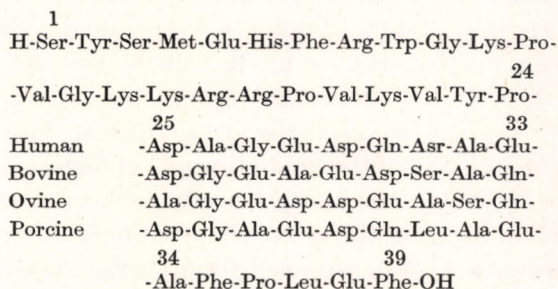 1
H-Ser-Tyr-Ser-Met-Glu-His-Phe-Arg-Trp-Gly-Lys-Pro-
-Val-Gly-Lys-Lys-Arg-Arg-Pro-Val-Lys-Val-Tyr-Pro-
24
25 33
Human -Asp-Ala-Gly-Glu-Asp-Gln-Asr-Ala-Glu-
Bovine -Asp-Gly-Glu-Ala-Glu-Asp-Ser-Ala-Gln-
Ovine -Ala-Gly-Glu-Asp-Asp-Glu-Ala-Ser-Gln-
Porcine -Asp-Gly-Ala-Glu-Asp-Gln-Leu-Ala-Glu-
34 39
-Ala-Phe-Pro-Leu-Glu-Phe-OH